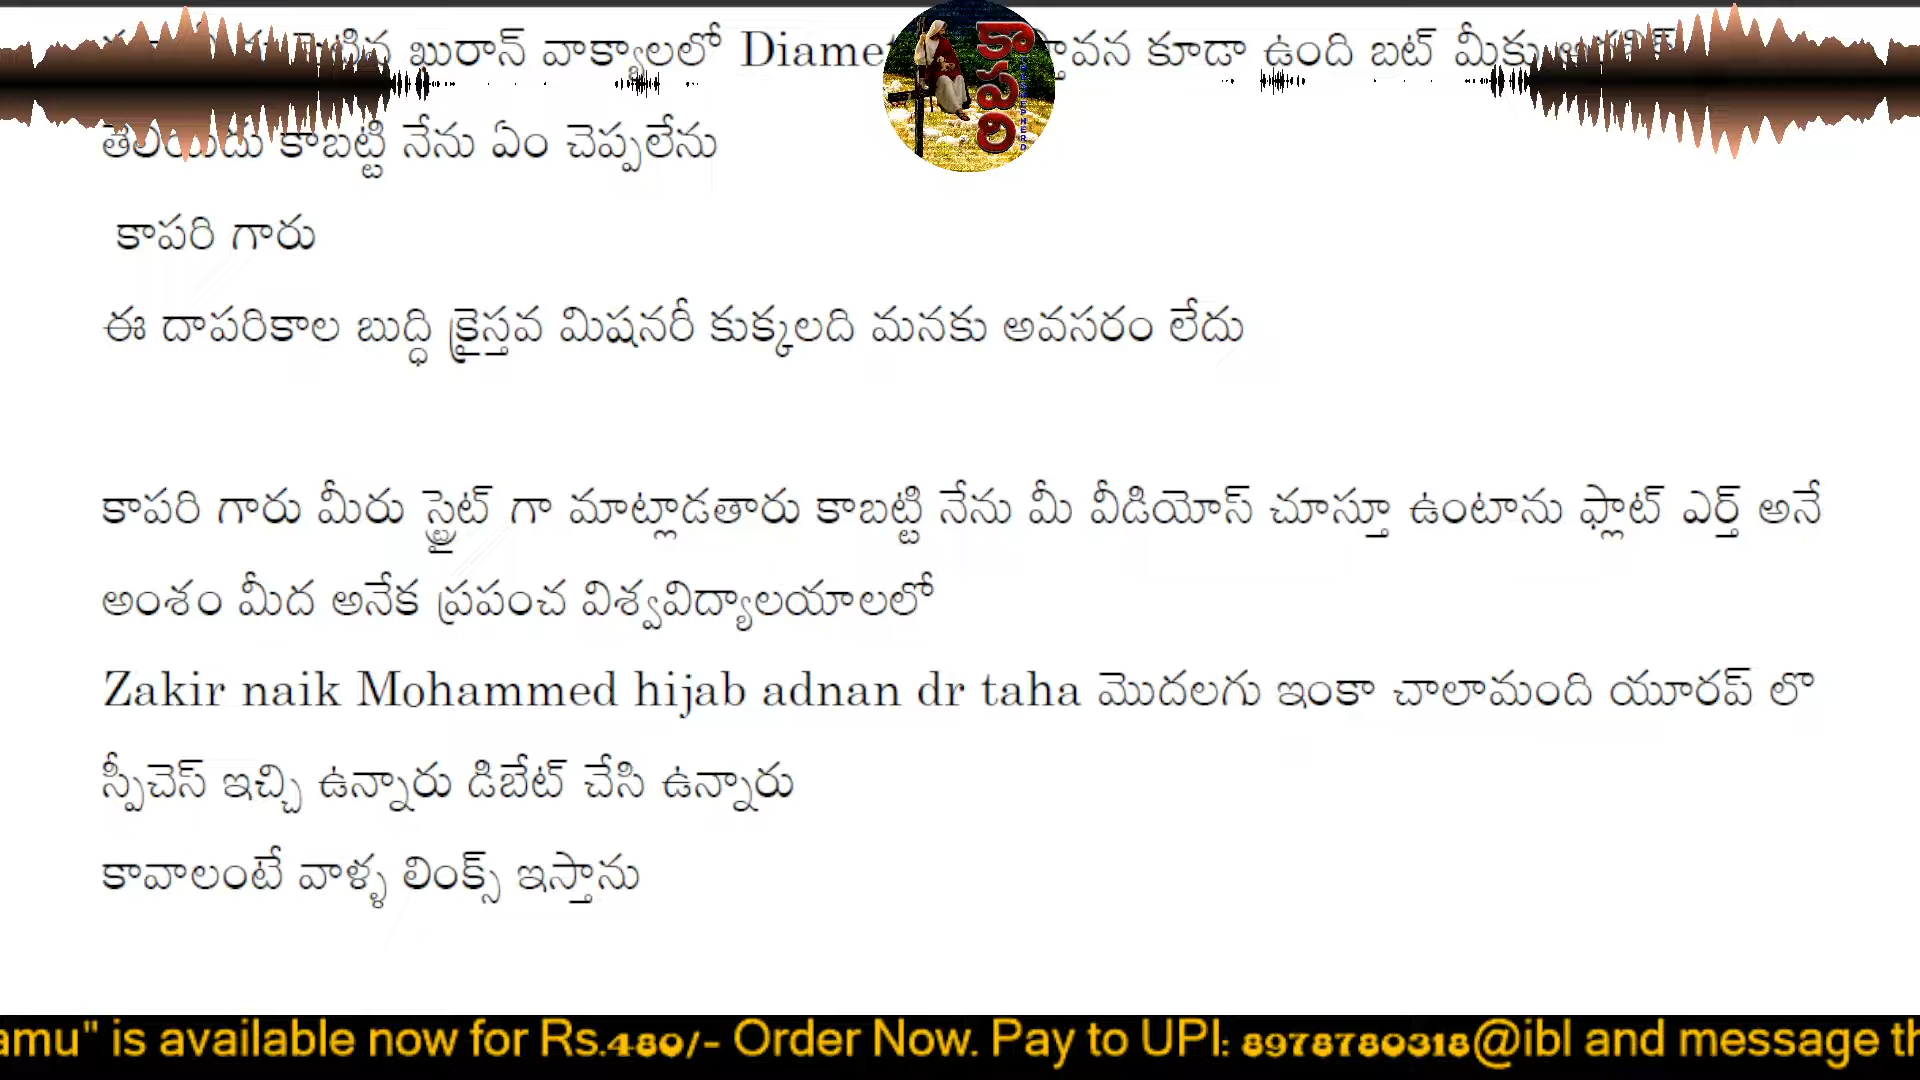 ఖురాన్ వాక్యాలలో Diame తావన కూడా ఉంది బట్ మీకు
తెలియదు కాబట్టి నేను ఏం చెప్పలేను
కాపరి గారు
ఈ దాపరికాల బుద్ధి క్రైస్తవ మిషనరీ కుక్కలది మనకు అవసరం లేదు
కాపరి గారు మీరు స్ట్రైట్ గా మాట్లాడతారు కాబట్టి నేను మీ వీడియోస్ చూస్తూ ఉంటాను ఫ్లాట్ ఎర్త్ అనే
అంశం మీద అనేక ప్రపంచ విశ్వవిద్యాలయాలలో
Zakir naik Mohammed hijab adnan dr taha మొదలగు ఇంకా చాలామంది యూరప్ లొ
స్పీచెస్ ఇచ్చి ఉన్నారు డిబేట్ చేసి ఉన్నారు
కావాలంటే వాళ్ళ లింక్స్ ఇస్తాను
కాపరి
amu" is available now for Rs.480/- Order Now. Pay to UPI: 8978780318@ibl and message th